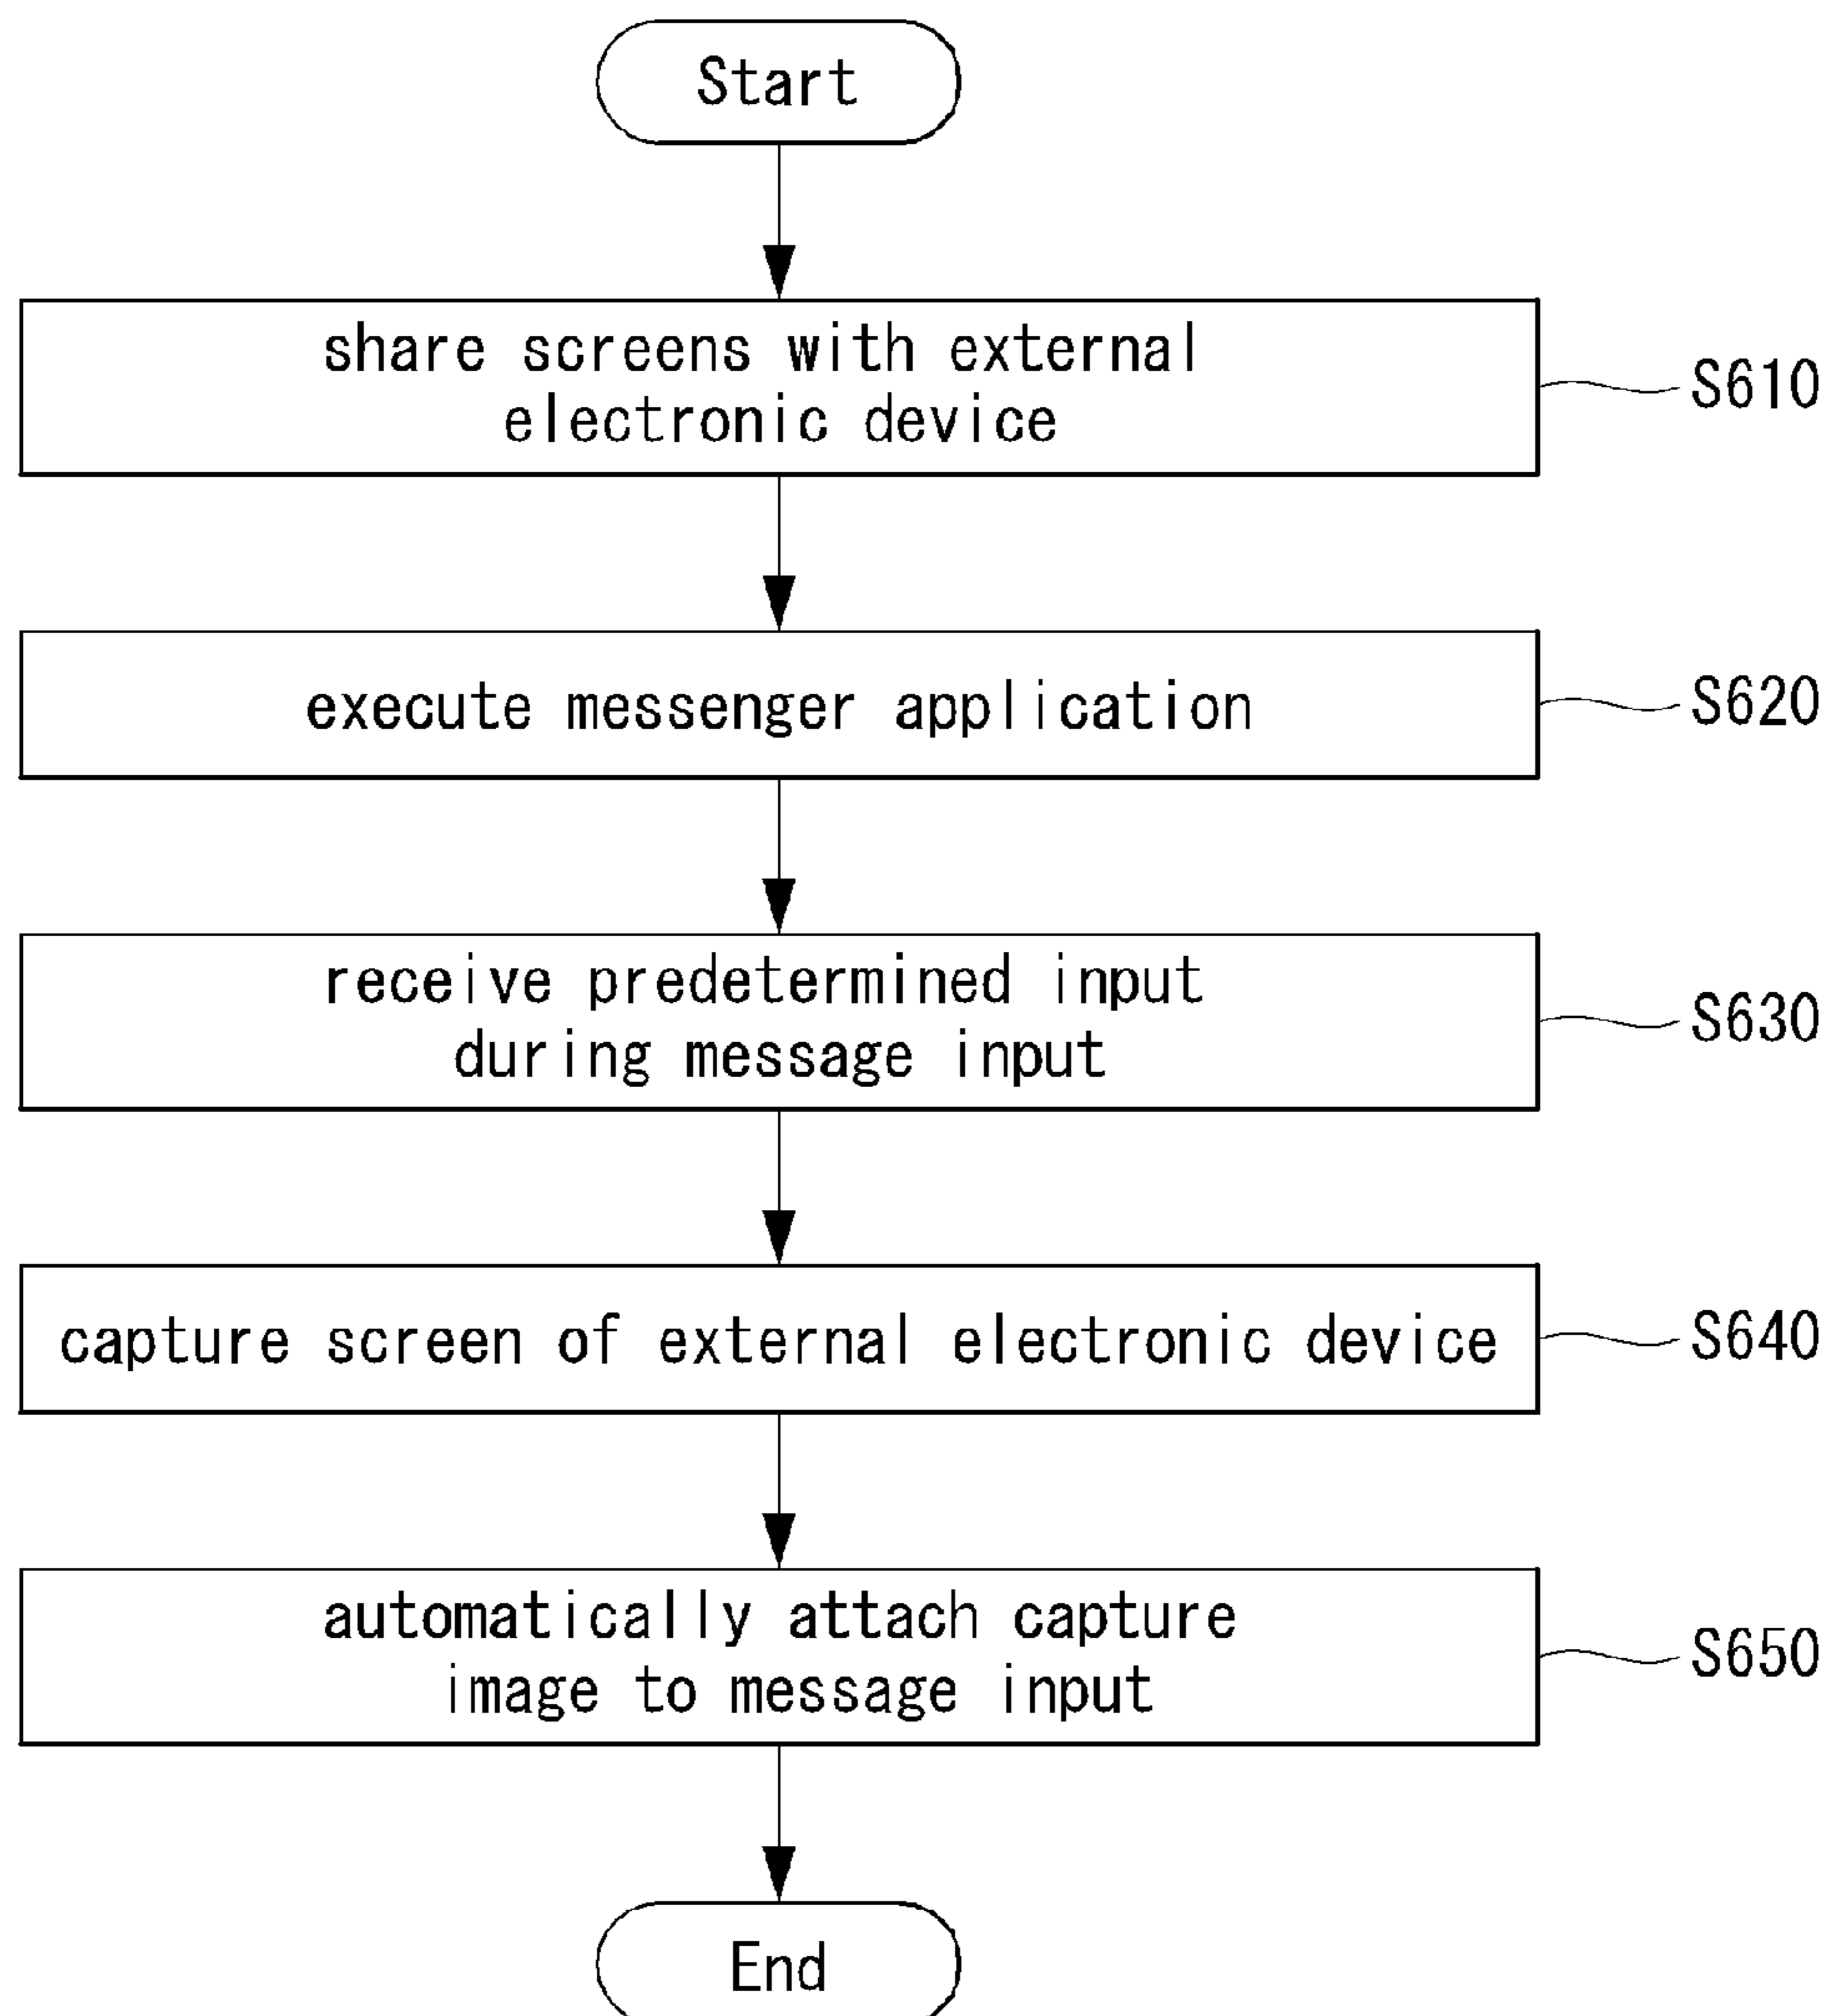 Start
share screens with external
electronic device
S610
execute messenger application
S620
receive predetermined input
during message input
S630
capture screen of external electronic device
S640
automatically attach capture
image to message input
S650
End